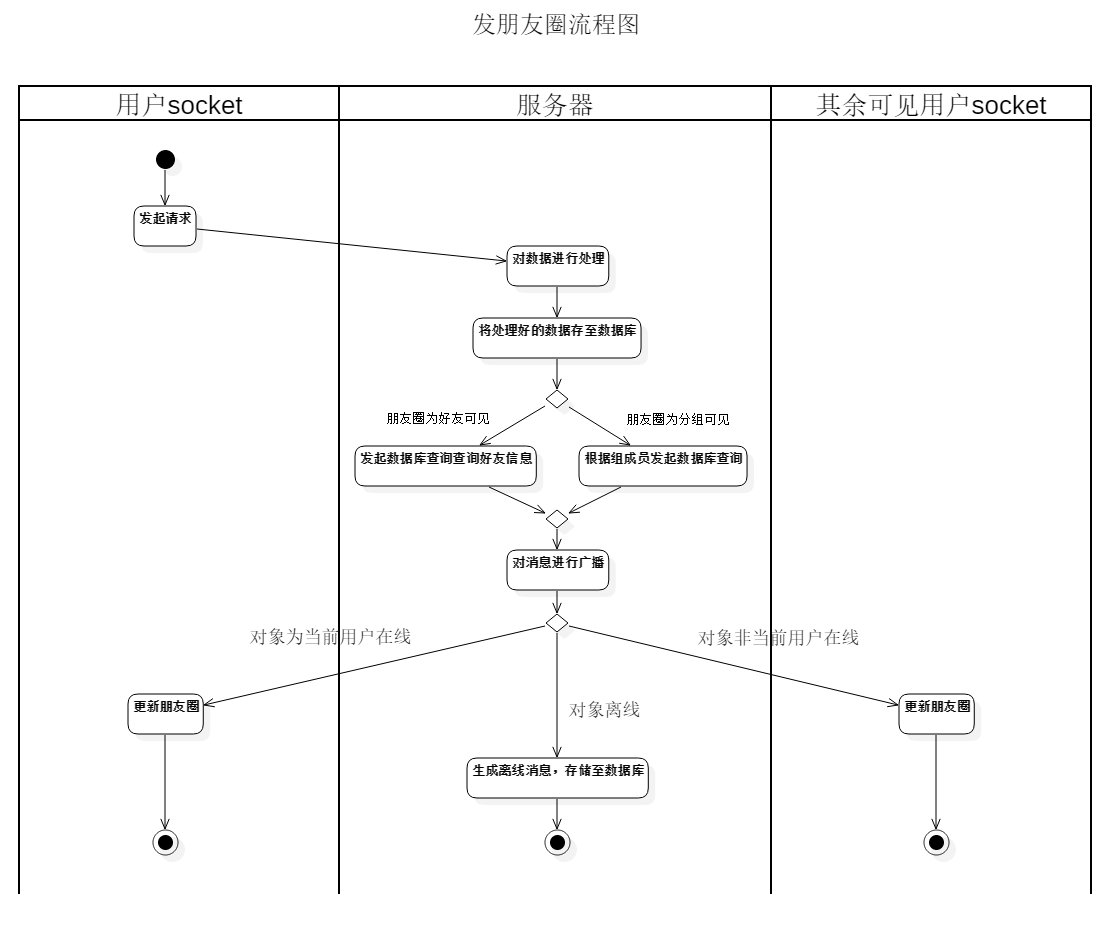 发朋友圈流程图
用户socket
服务器
其余可见用户socket
发起请求
对数据进行处理
将处理好的数据存至数据库
朋友圈为好友可见
朋友圈为分组可见
发起数据库查询查询好友信息
根据组成员发起数据库查询
对消息进行广播
对象为当前用户在线
对象非当前用户在线
更新朋友圈
对象离线
更新朋友圈
生成离线消息，存储至数据库